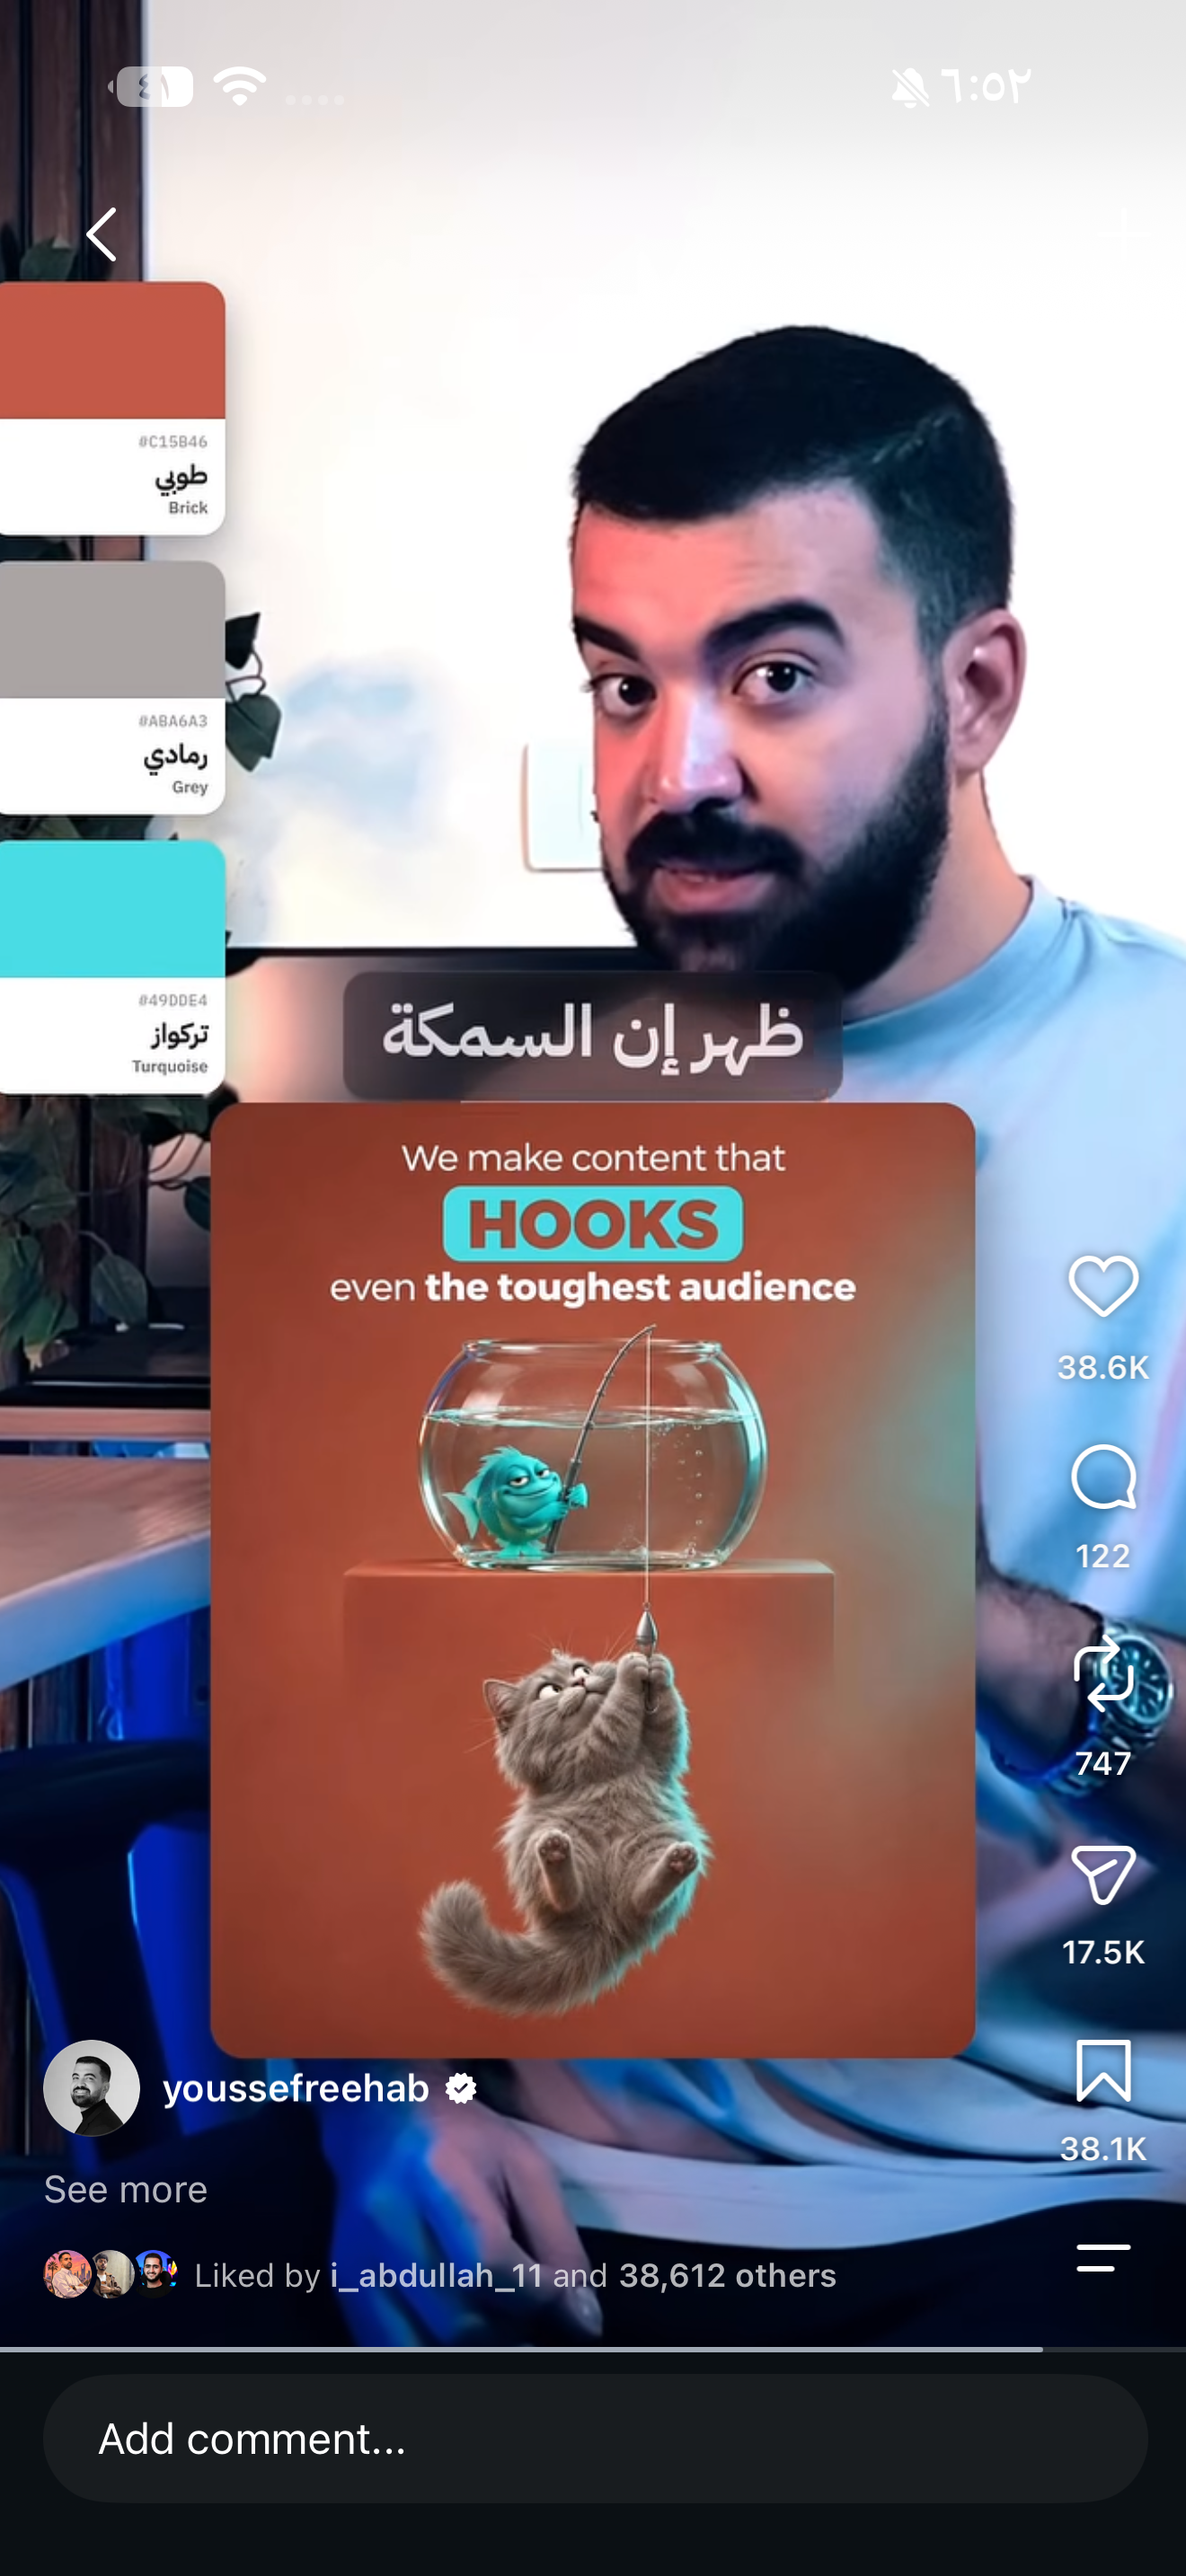 ٦:٥٢
٤١
#C15B46
طوبي
Brick
#ABA6A3
رمادي
Grey
#49DDE4
تركواز
Turquoise
ظهر إن السمكة
We make content that
HOOKS
even the toughest audience
38.6K
122
747
17.5K
38.1K
youssefreehab
See more
Liked by i_abdullah_11 and 38,612 others
Add comment...